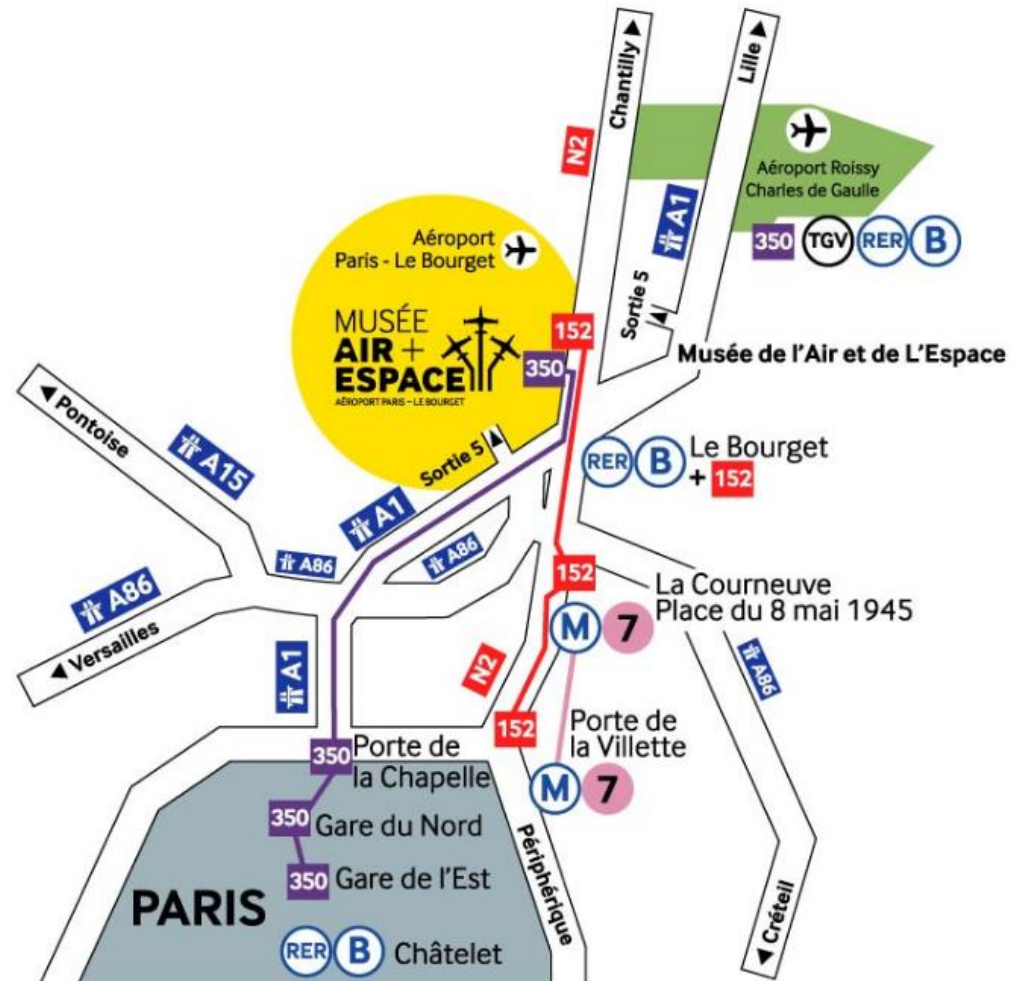 Chantilly
Lille
N2
Aéroport Roissy
Charles de Gaulle
A1
350 TGV RER B
Aéroport
Paris - Le Bourget
Sortie 5
MUSÉE
AIR +
ESPACE
AÉROPORT PARIS – LE BOURGET
152
350
Musée de l'Air et de L'Espace
Pontoise
A15
Sortie 5
A1
RER B Le Bourget
+ 152
A86
A86
A86
Versailles
152
La Courneuve
Place du 8 mai 1945
M 7
A1
N2
A86
152
Porte de
la Villette
M 7
350 Porte de
la Chapelle
350 Gare du Nord
350 Gare de l'Est
Périphérique
PARIS
RER B Châtelet
Créteil